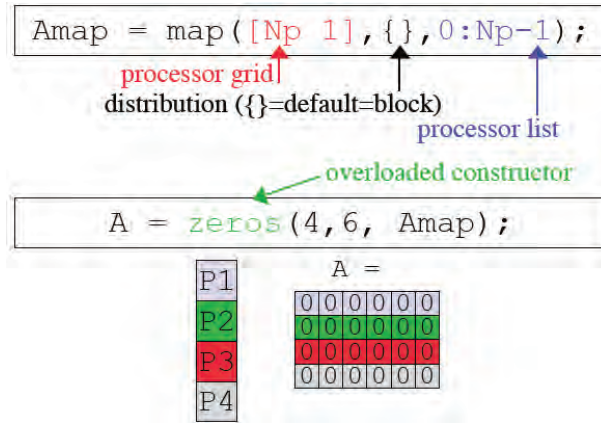 Amap = map([Np 1],{},0:Np-1);
processor grid
distribution ({}=default=block)
processor list
overloaded constructor
A = zeros(4,6, Amap);
A =
P1
P2
P3
P4
0 0 0 0 0 0
0 0 0 0 0 0
0 0 0 0 0 0
0 0 0 0 0 0